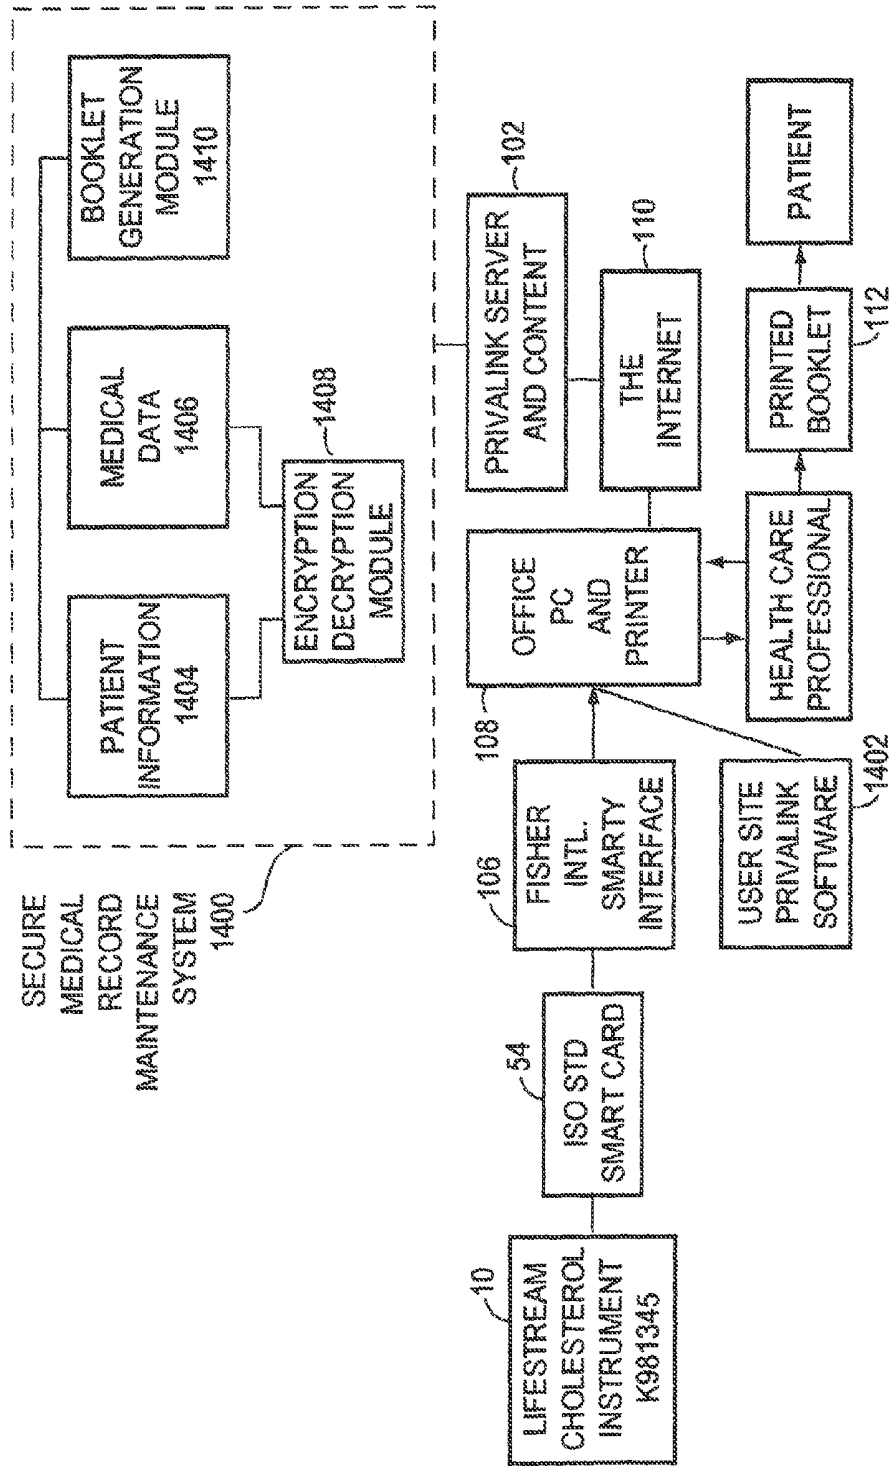 SECURE
MEDICAL
RECORD
MAINTENANCE
SYSTEM
1400
PATIENT
INFORMATION
1404
MEDICAL
DATA
1406
BOOKLET
GENERATION
MODULE
1410
ENCRYPTION
DECRYPTION
MODULE
1408
10
LIFESTREAM
CHOLESTEROL
INSTRUMENT
K981345
54
ISO STD
SMART CARD
106
FISHER
INTL.
SMARTY
INTERFACE
108
OFFICE
PC
AND
PRINTER
PRIVALINK SERVER
AND CONTENT
102
THE
INTERNET
110
USER SITE
PRIVALINK
SOFTWARE
1402
HEALTH CARE
PROFESSIONAL
PRINTED
BOOKLET
112
PATIENT